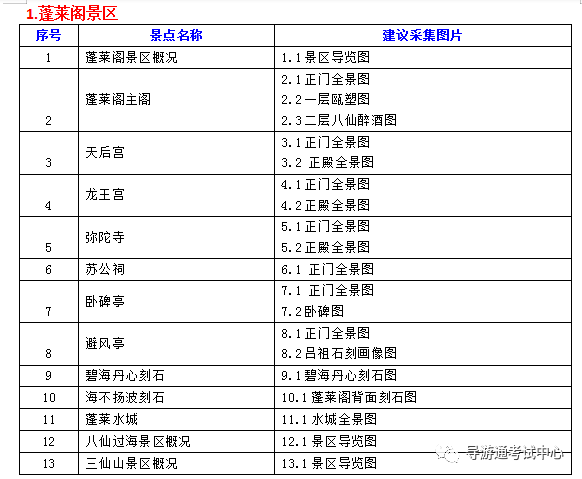 1.蓬莱阁景区
序号 景点名称 建议采集图片
1 蓬莱阁景区概况 1.1景区导览图
2 蓬莱阁主阁 2.1正门全景图
2.2一层瓯塑图
2.3二层八仙醉酒图
3 天后宫 3.1正门全景图
3.2 正殿全景图
4 龙王宫 4.1正门全景图
4.2正殿全景图
5 弥陀寺 5.1正门全景图
5.2正殿全景图
6 苏公祠 6.1 正门全景图
7 卧碑亭 7.1 正门全景图
7.2卧碑图
8 避风亭 8.1正门全景图
8.2吕祖石刻画像图
9 碧海丹心刻石 9.1碧海丹心刻石图
10 海不扬波刻石 10.1蓬莱阁背面刻石图
11 蓬莱水城 11.1水城全景图
12 八仙过海景区概况 12.1景区导览图
13 三仙山景区概况 13.1景区导览图
导游通考试中心